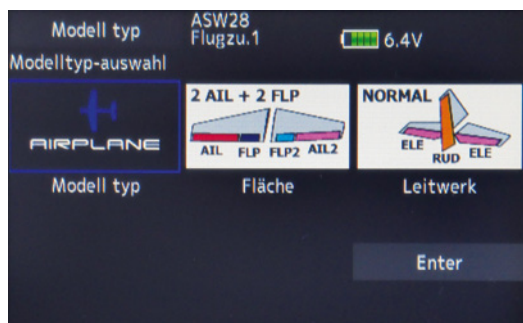 Modell typ
ASW28
Flugzu.1
6.4V
Modelltyp-auswahl
AIRPLANE
2 AIL + 2 FLP
AIL FLP FLP2 AIL2
NORMAL
ELE RUD ELE
Modell typ
Fläche
Leitwerk
Enter